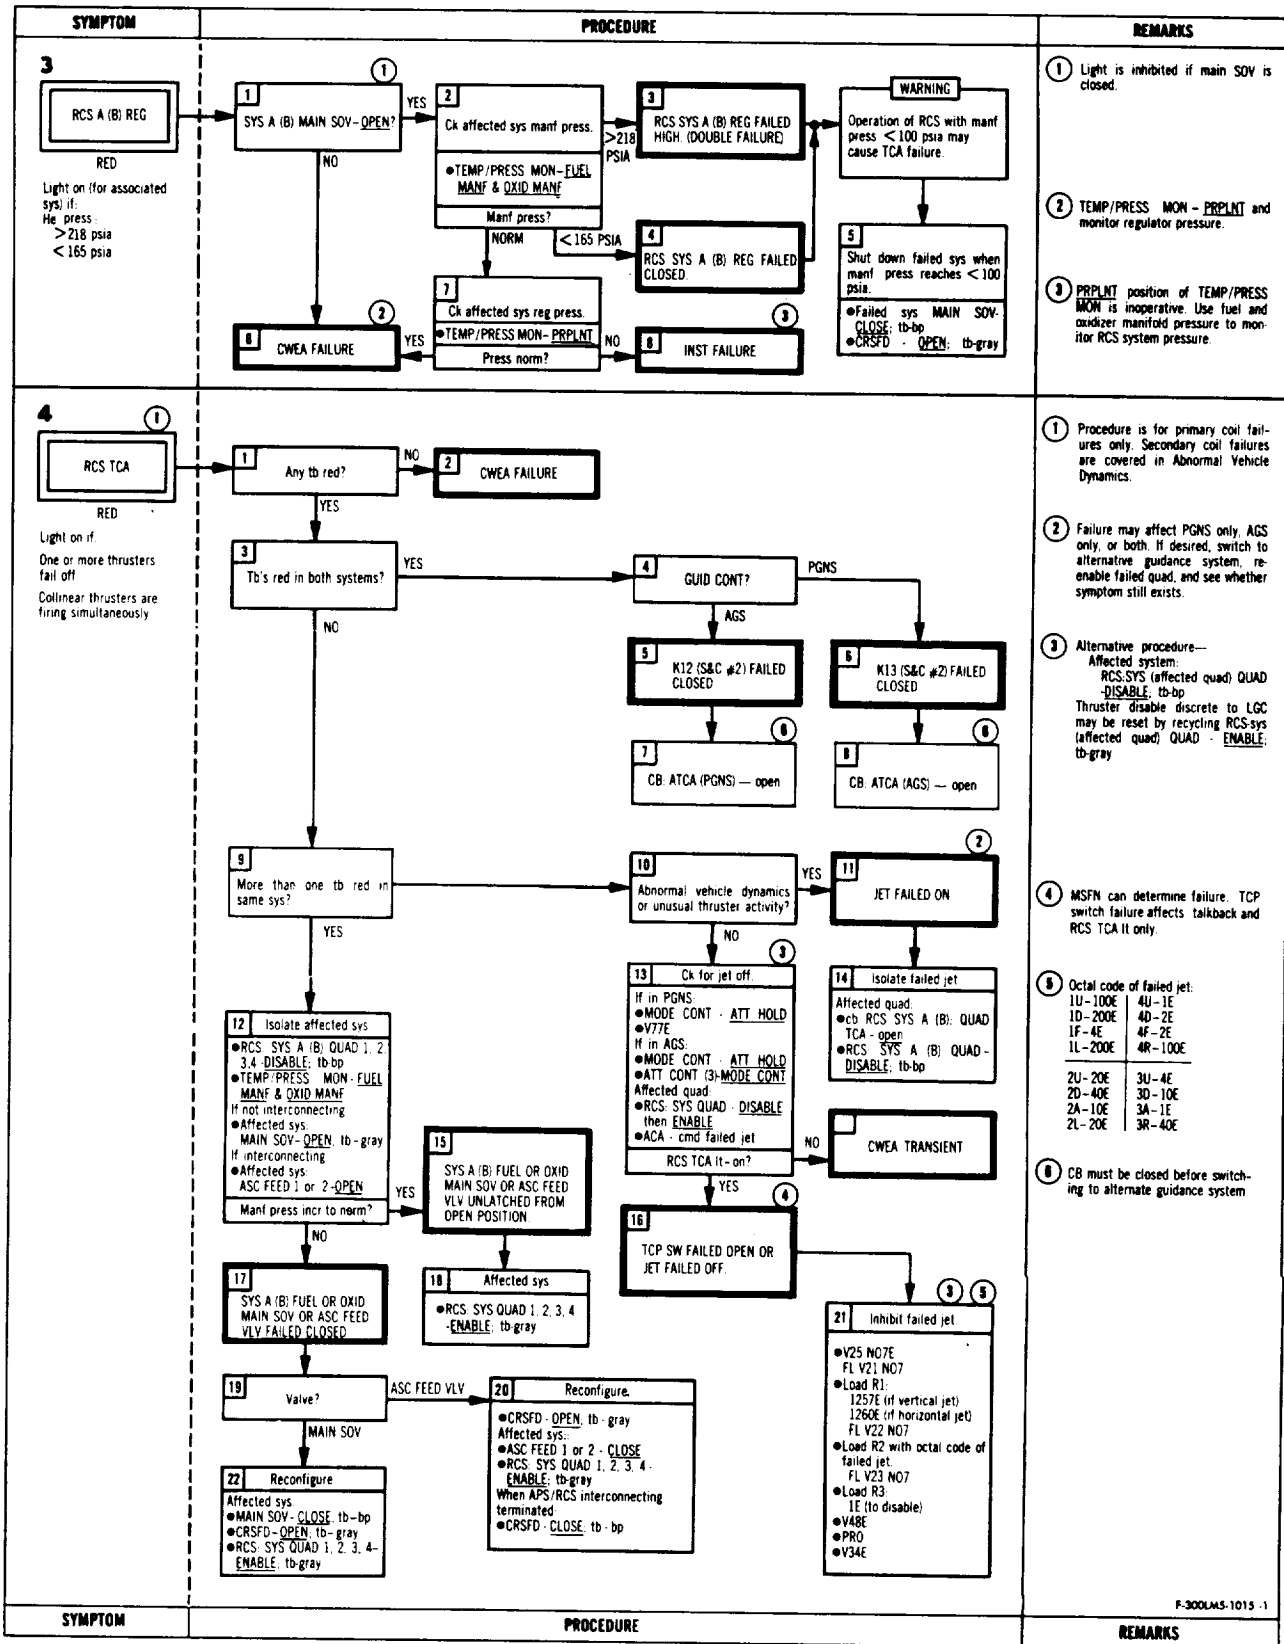 SYMPTOM
PROCEDURE
REMARKS
3
RCS A (B) REG
RED
Light on (for associated
sys) if:
He press:
>218 psia
<165 psia
1
1
SYS A (B) MAIN SOV-OPEN?
YES
NO
2
Ck affected sys manf press.
●TEMP/PRESS MON-FUEL
MANF & OXID MANF
Manf press?
>218
PSIA
NORM
<165 PSIA
3
RCS SYS A (B) REG FAILED
HIGH. (DOUBLE FAILURE)
4
RCS SYS A (B) REG FAILED
CLOSED.
WARNING
Operation of RCS with manf
press <100 psia may
cause TCA failure.
5
Shut down failed sys when
manf press reaches <100
psia.
●Failed sys MAIN SOV-
CLOSE; tb-bp
●CRSFD - OPEN; tb-gray
7
Ck affected sys reg press.
●TEMP/PRESS MON-PRPLNT
Press norm?
YES
NO
2
CWEA FAILURE
3
INST FAILURE
1 Light is inhibited if main SOV is
closed.
2 TEMP/PRESS MON - PRPLNT and
monitor regulator pressure.
3 PRPLNT position of TEMP/PRESS
MON is inoperative. Use fuel and
oxidizer manifold pressure to mon-
itor RCS system pressure.
4
1
RCS TCA
RED
Light on if:
One or more thrusters
fail off
Collinear thrusters are
firing simultaneously
1
Any tb red?
NO
YES
2
CWEA FAILURE
3
Tb's red in both systems?
YES
NO
4
GUID CONT?
PGNS
AGS
5
K12 (S&C #2) FAILED
CLOSED
6
K13 (S&C #2) FAILED
CLOSED
6
7
CB: ATCA (PGNS) — open
6
8
CB: ATCA (AGS) — open
9
More than one tb red in
same sys?
YES
10
Abnormal vehicle dynamics
or unusual thruster activity?
YES
NO
2
11
JET FAILED ON
12 Isolate affected sys
●RCS: SYS A (B) QUAD 1, 2,
3,4 -DISABLE; tb-bp
●TEMP/PRESS MON - FUEL
MANF & OXID MANF
If not interconnecting
●Affected sys:
MAIN SOV-OPEN; tb-gray
If interconnecting
●Affected sys:
ASC FEED 1 or 2 -OPEN
Manf press incr to norm?
YES
NO
3
13 Ck for jet off.
If in PGNS:
●MODE CONT - ATT HOLD
●V77E
If in AGS:
●MODE CONT - ATT HOLD
●ATT CONT (3)-MODE CONT
Affected quad:
●RCS: SYS QUAD - DISABLE
then ENABLE
●ACA - cmd failed jet
RCS TCA lt-on?
NO
YES
14 Isolate failed jet
Affected quad:
●cb RCS SYS A (B): QUAD
TCA - open
●RCS: SYS A (B) QUAD -
DISABLE; tb-bp
CWEA TRANSIENT
15
SYS A (B) FUEL OR OXID
MAIN SOV OR ASC FEED
VLV UNLATCHED FROM
OPEN POSITION.
4
16
TCP SW FAILED OPEN OR
JET FAILED OFF.
17
SYS A (B) FUEL OR OXID
MAIN SOV OR ASC FEED
VLV FAILED CLOSED
18 Affected sys
●RCS: SYS QUAD 1, 2, 3, 4
-ENABLE; tb-gray
19
Valve?
ASC FEED VLV
MAIN SOV
20 Reconfigure.
●CRSFD - OPEN; tb - gray
Affected sys:
●ASC FEED 1 or 2 - CLOSE
●RCS: SYS QUAD 1, 2, 3, 4 -
ENABLE; tb-gray
When APS/RCS interconnecting
terminated:
●CRSFD - CLOSE; tb - bp
3 5
21 Inhibit failed jet
●V25 N07E
FL V21 N07
●Load R1:
1257E (if vertical jet)
1260E (if horizontal jet)
FL V22 N07
●Load R2 with octal code of
failed jet.
FL V23 N07
●Load R3:
1E (to disable)
●V48E
●PRO
●V34E
22 Reconfigure
Affected sys:
●MAIN SOV- CLOSE; tb-bp
●CRSFD-OPEN; tb- gray
●RCS: SYS QUAD 1, 2, 3, 4-
ENABLE; tb-gray
1 Procedure is for primary coil fail-
ures only. Secondary coil failures
are covered in Abnormal Vehicle
Dynamics.
2 Failure may affect PGNS only, AGS
only, or both. If desired, switch to
alternative guidance system, re-
enable failed quad, and see whether
symptom still exists.
3 Alternative procedure—
Affected system:
RCS:SYS (affected quad) QUAD
-DISABLE; tb-bp
Thruster disable discrete to LGC
may be reset by recycling RCS-sys
(affected quad) QUAD - ENABLE;
tb-gray
4 MSFN can determine failure. TCP
switch failure affects talkback and
RCS TCA lt only.
5 Octal code of failed jet:
1U-100E 4U-1E
1D-200E 4D-2E
1F-4E 4F-2E
1L-200E 4R-100E
2U-20E 3U-4E
2D-40E 3D-10E
2A-10E 3A-1E
2L-20E 3R-40E
6 CB must be closed before switch-
ing to alternate guidance system
F-300LM5-1015 -1
SYMPTOM
PROCEDURE
REMARKS